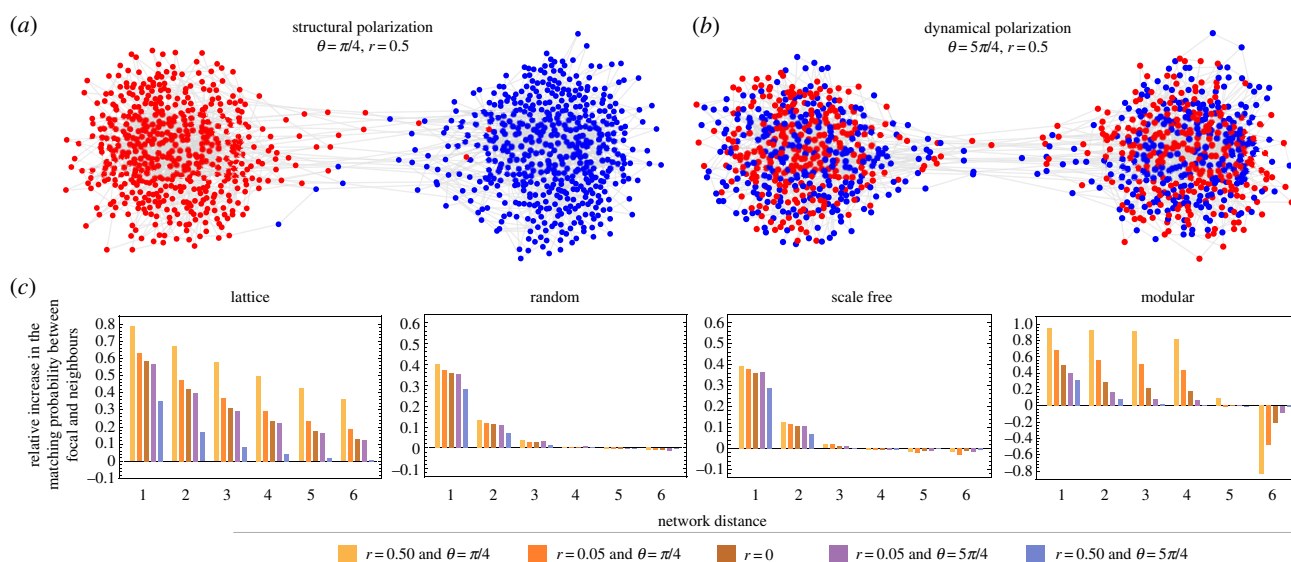 (a)
structural polarization
θ = π/4, r = 0.5
(b)
dynamical polarization
θ = 5π/4, r = 0.5
(c)
relative increase in the
matching probability between
focal and neighbours
lattice
0.8
0.7
0.6
0.5
0.4
0.3
0.2
0.1
0
–0.1
1 2 3 4 5 6
random
0.6
0.5
0.4
0.3
0.2
0.1
0
–0.1
1 2 3 4 5 6
scale free
0.6
0.5
0.4
0.3
0.2
0.1
0
–0.1
1 2 3 4 5 6
modular
1.0
0.8
0.6
0.4
0.2
0
–0.2
–0.4
–0.6
–0.8
1 2 3 4 5 6
network distance
r = 0.50 and θ = π/4 r = 0.05 and θ = π/4 r = 0 r = 0.05 and θ = 5π/4 r = 0.50 and θ = 5π/4